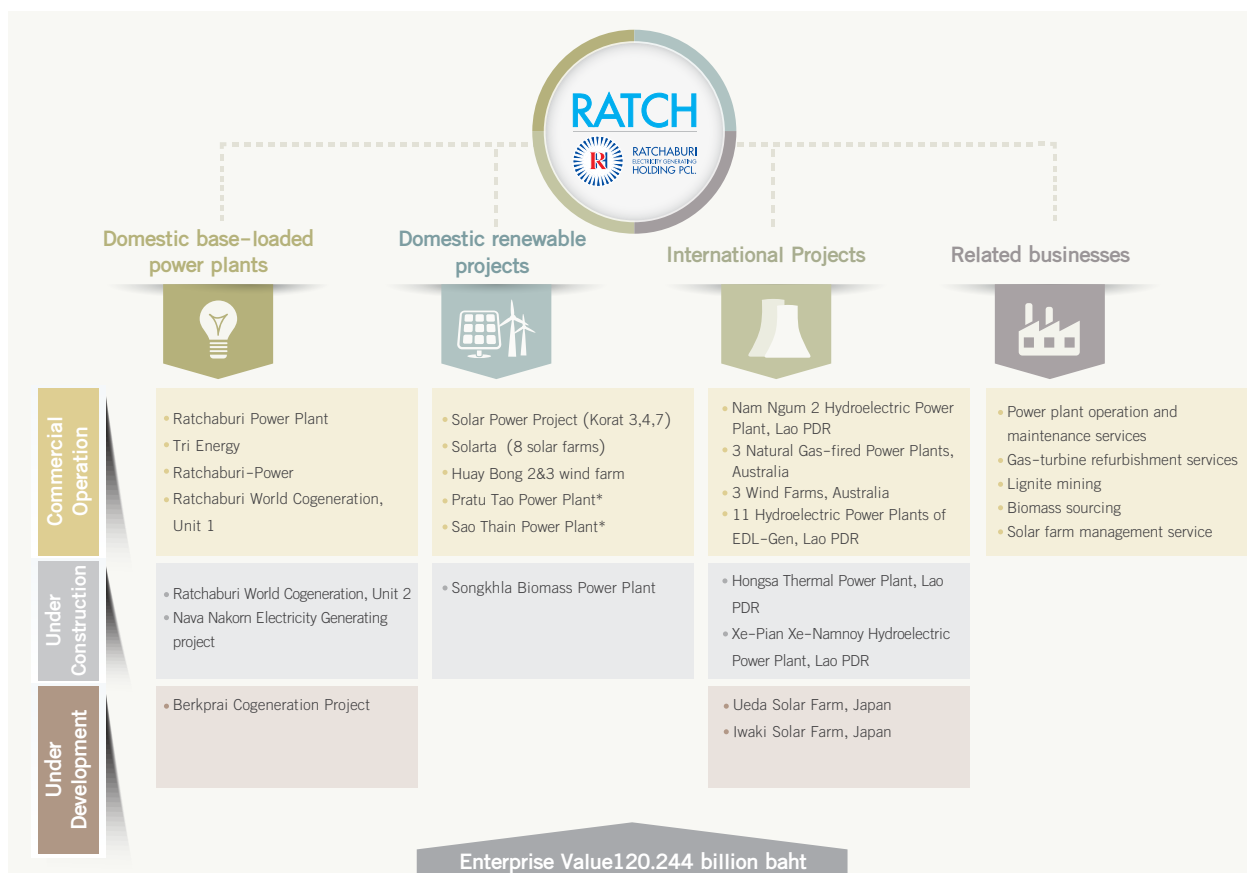 RATCH
RATCHABURI
ELECTRICITY GENERATING
HOLDING PCL.
Domestic base-loaded
power plants
Domestic renewable
projects
International Projects
Related businesses
Commercial
Operation
• Ratchaburi Power Plant
• Tri Energy
• Ratchaburi-Power
• Ratchaburi World Cogeneration,
Unit 1
• Solar Power Project (Korat 3,4,7)
• Solarta (8 solar farms)
• Huay Bong 2&3 wind farm
• Pratu Tao Power Plant*
• Sao Thain Power Plant*
• Nam Ngum 2 Hydroelectric Power
Plant, Lao PDR
• 3 Natural Gas-fired Power Plants,
Australia
• 3 Wind Farms, Australia
• 11 Hydroelectric Power Plants of
EDL-Gen, Lao PDR
• Power plant operation and
maintenance services
• Gas-turbine refurbishment services
• Lignite mining
• Biomass sourcing
• Solar farm management service
Under
Construction
• Ratchaburi World Cogeneration, Unit 2
• Nava Nakorn Electricity Generating
project
• Songkhla Biomass Power Plant
• Hongsa Thermal Power Plant, Lao
PDR
• Xe-Pian Xe-Namnoy Hydroelectric
Power Plant, Lao PDR
Under
Development
• Berkprai Cogeneration Project
• Ueda Solar Farm, Japan
• Iwaki Solar Farm, Japan
Enterprise Value120.244 billion baht